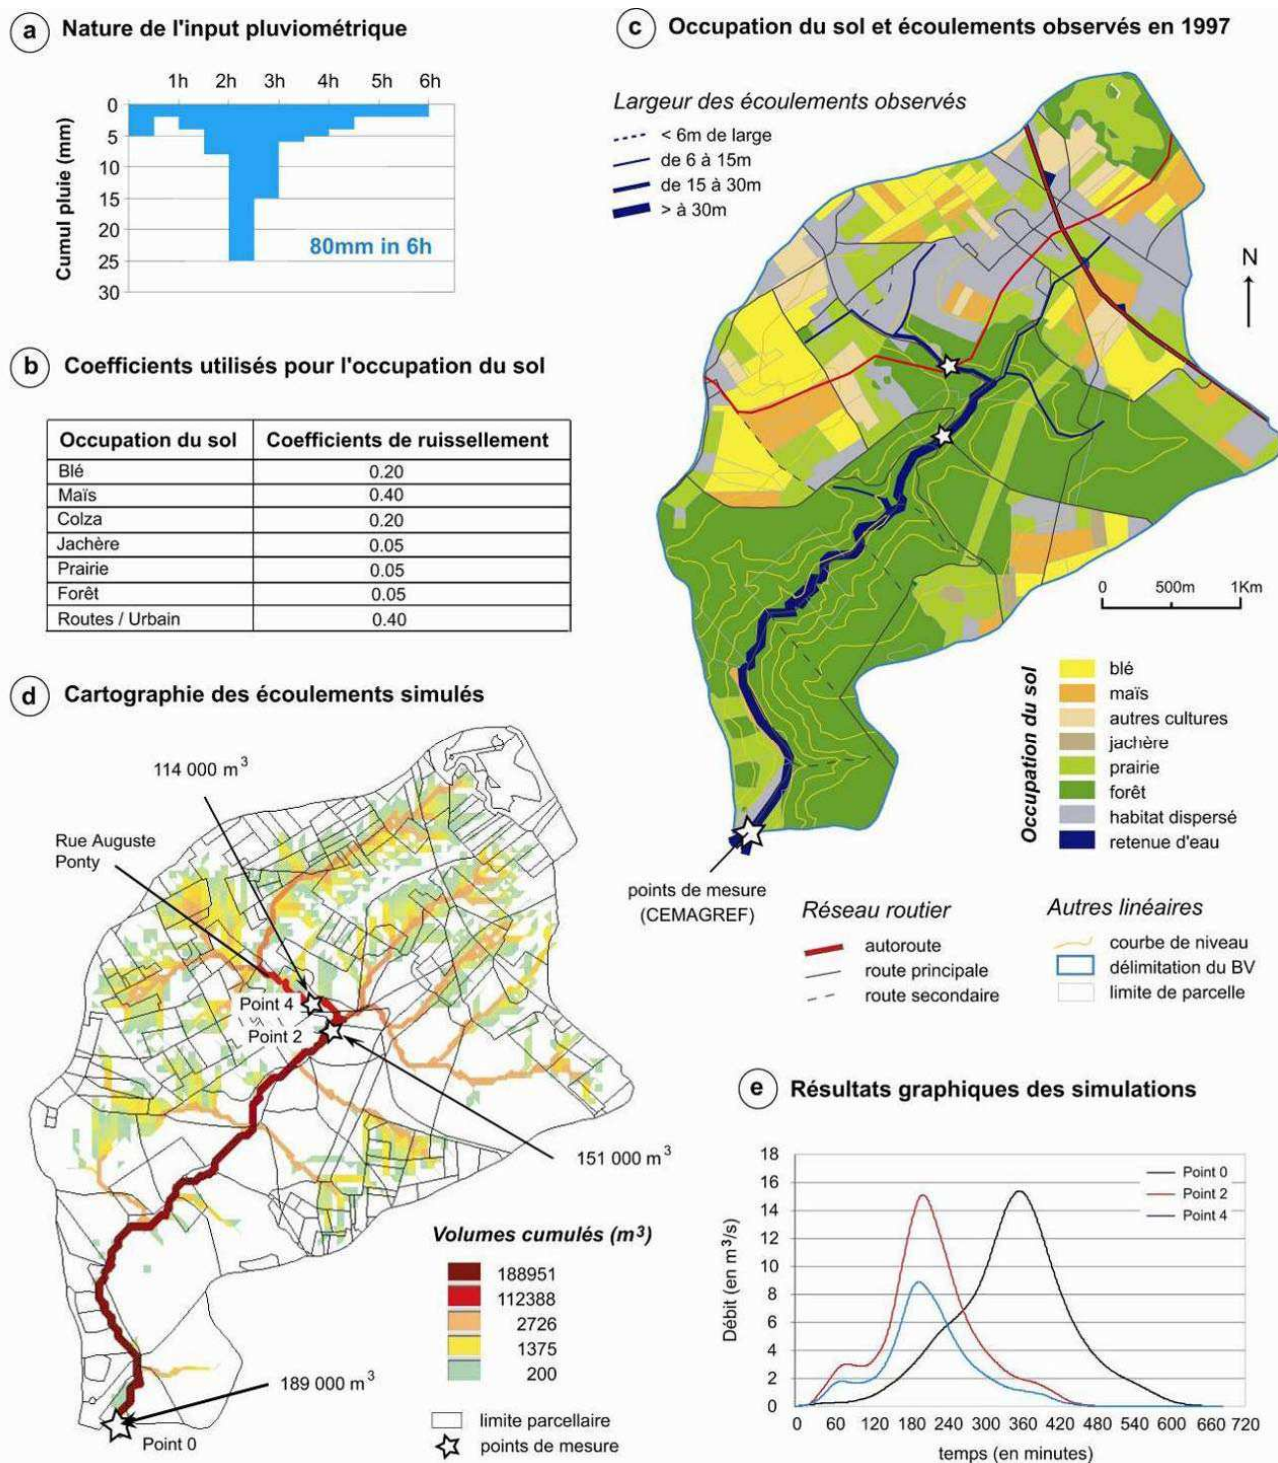 a Nature de l'input pluviométrique
1h 2h 3h 4h 5h 6h
Cumul pluie (mm)
0
5
10
15
20
25
30
80mm in 6h
b Coefficients utilisés pour l'occupation du sol
Occupation du sol Coefficients de ruissellement
Blé 0.20
Maïs 0.40
Colza 0.20
Jachère 0.05
Prairie 0.05
Forêt 0.05
Routes / Urbain 0.40
c Occupation du sol et écoulements observés en 1997
Largeur des écoulements observés
< 6m de large
de 6 à 15m
de 15 à 30m
> à 30m
N
0 500m 1Km
Occupation du sol
blé
maïs
autres cultures
jachère
prairie
forêt
habitat dispersé
retenue d'eau
points de mesure
(CEMAGREF)
Réseau routier
autoroute
route principale
route secondaire
Autres linéaires
courbe de niveau
délimitation du BV
limite de parcelle
d Cartographie des écoulements simulés
114 000 m³
Rue Auguste
Ponty
Point 4
Point 2
151 000 m³
189 000 m³
Point 0
Volumes cumulés (m³)
188951
112388
2726
1375
200
limite parcellaire
points de mesure
e Résultats graphiques des simulations
Débit (en m³/s)
18
16
14
12
10
8
6
4
2
0
Point 0
Point 2
Point 4
0 60 120 180 240 300 360 420 480 540 600 660 720
temps (en minutes)